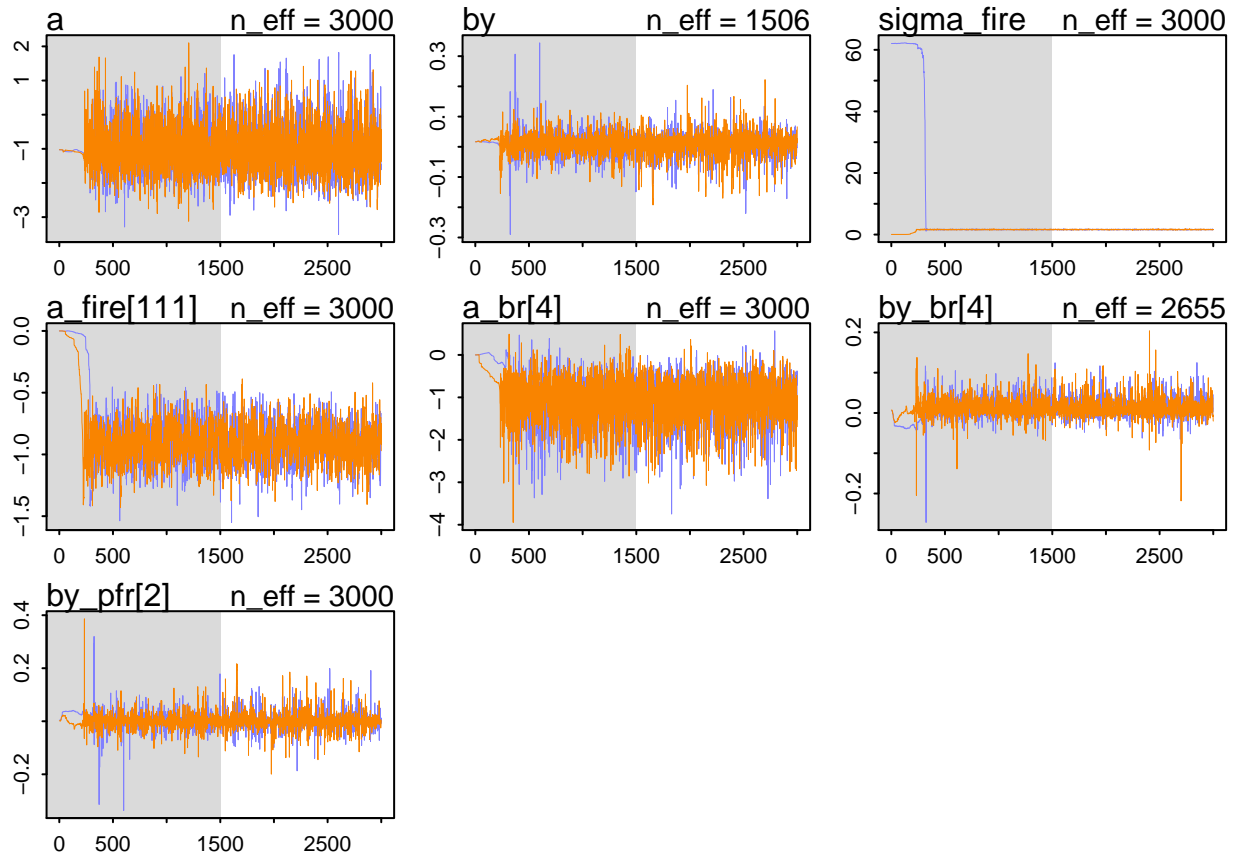 a n_eff = 3000
by n_eff = 1506
sigma_fire n_eff = 3000
2
1
−1
−3
0 500 1500 2500
0.3
0.1
−0.1
−0.3
0 500 1500 2500
60
40
20
0
0 500 1500 2500
a_fire[111] n_eff = 3000
a_br[4] n_eff = 3000
by_br[4] n_eff = 2655
0.0
−0.5
−1.0
−1.5
0 500 1500 2500
0
−1
−2
−3
−4
0 500 1500 2500
0.2
0.0
−0.2
0 500 1500 2500
by_pfr[2] n_eff = 3000
0.4
0.2
−0.2
0 500 1500 2500